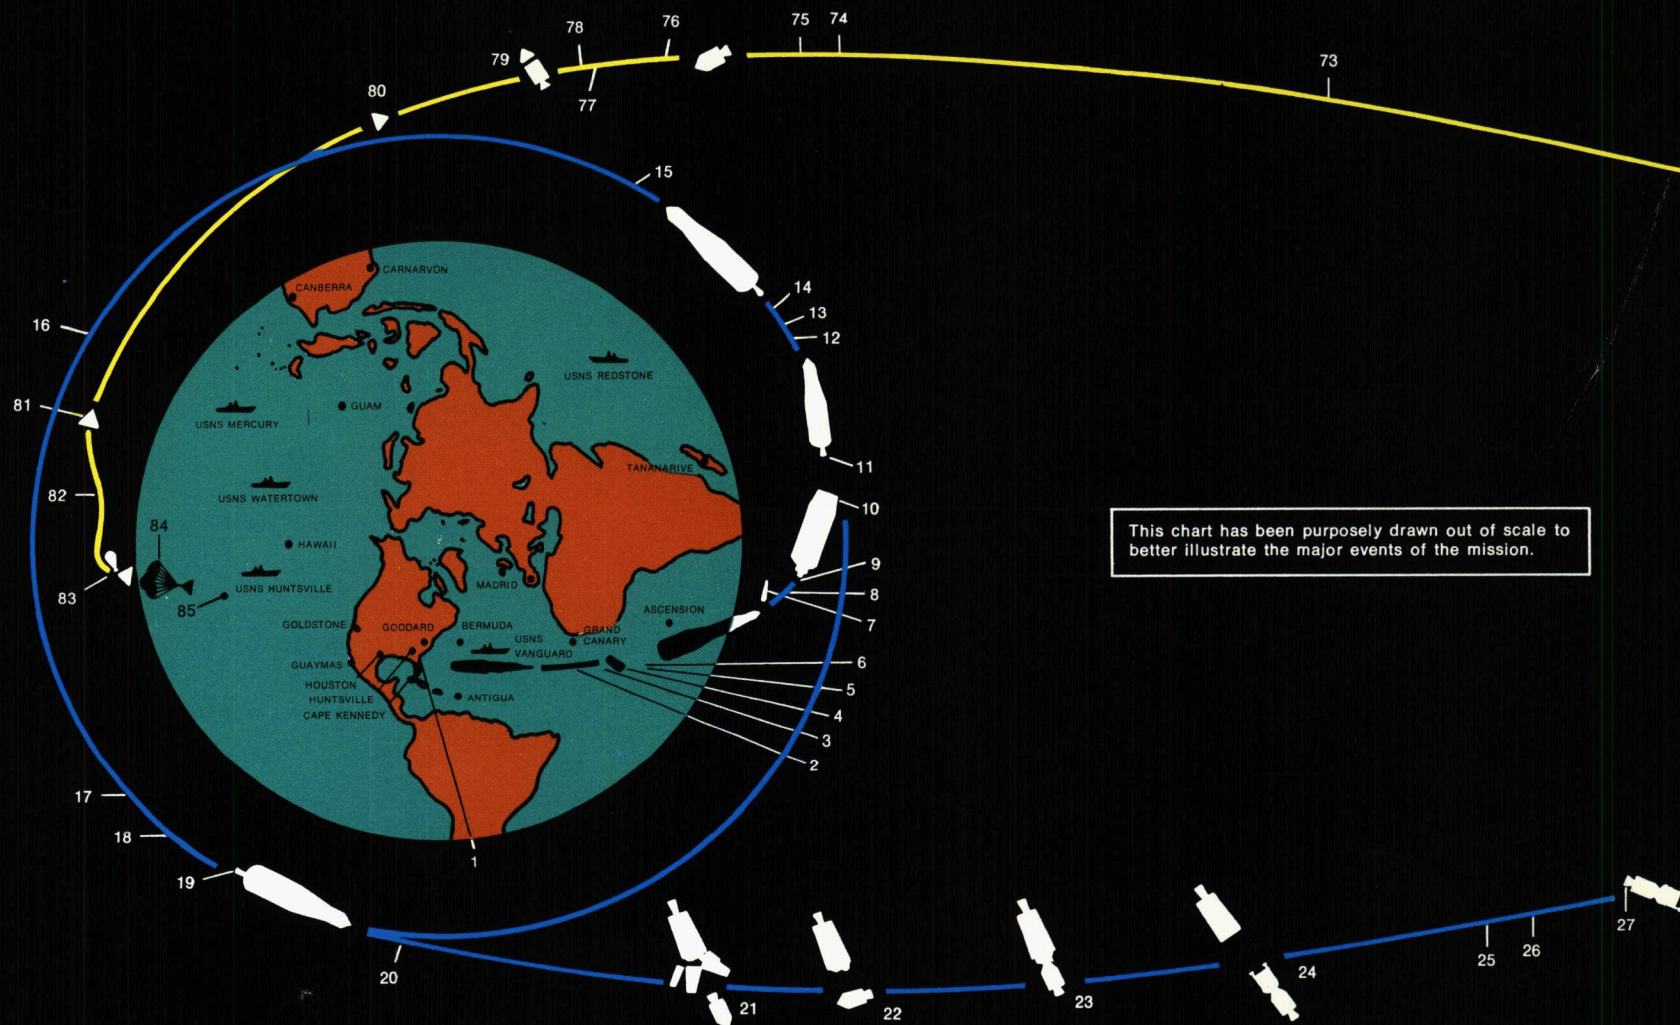 75 74
78 76
79
73
77
80
15
CARNARVON
CANBERRA
14
13
12
16
USNS REDSTONE
81
GUAM
USNS MERCURY
TANANARIVE
11
82
USNS WATERTOWN
10
84
HAWAII
This chart has been purposely drawn out of scale to
better illustrate the major events of the mission.
9
MADRID
USNS HUNTSVILLE
8
83
85
ASCENSION
7
GOLDSTONE
GODDARD
BERMUDA
GRAND
CANARY
USNS
VANGUARD
GUAYMAS
6
HOUSTON
5
HUNTSVILLE
ANTIGUA
CAPE KENNEDY
4
3
2
17
18
1
19
27
26
25
20
24
23
21
22